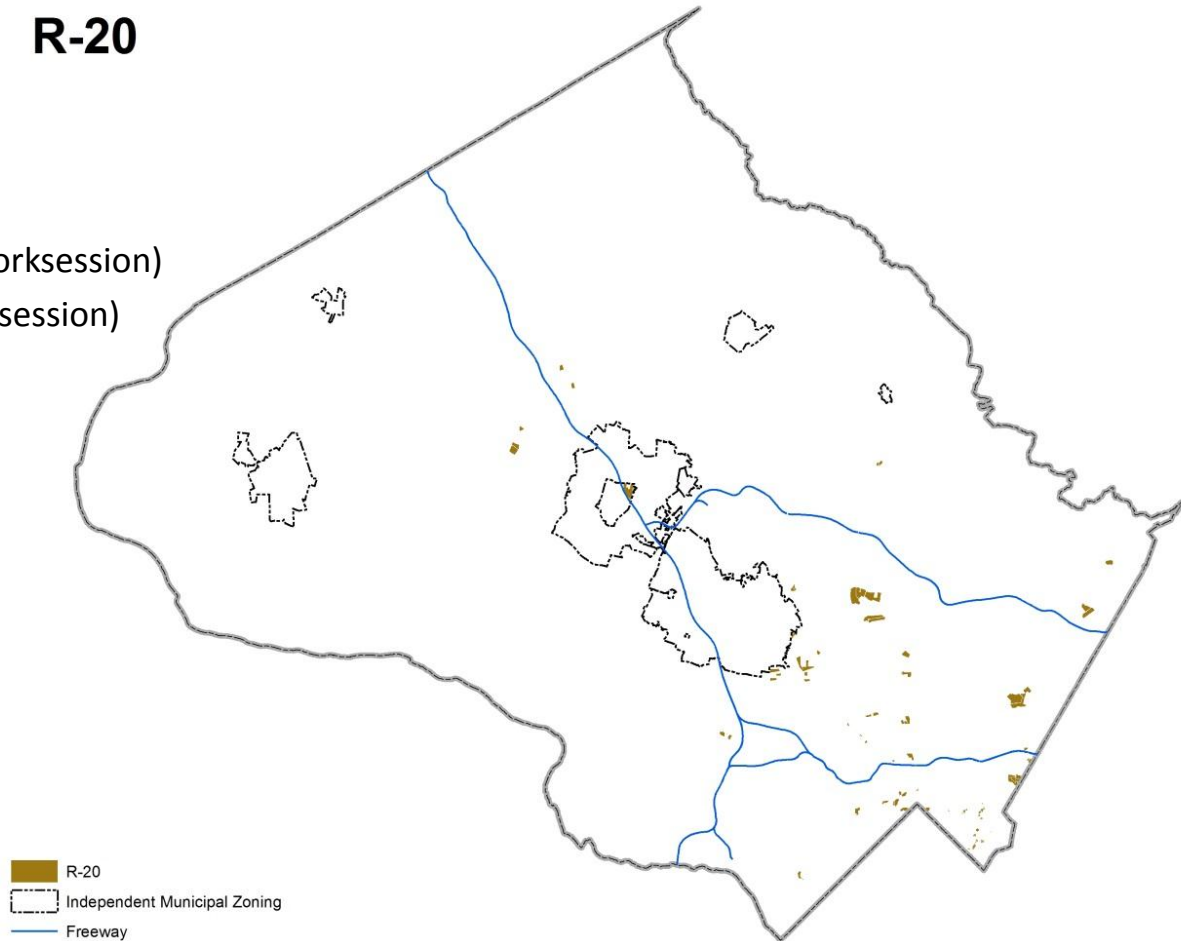 R-20
orksession)
session)
R-20
Independent Municipal Zoning
Freeway